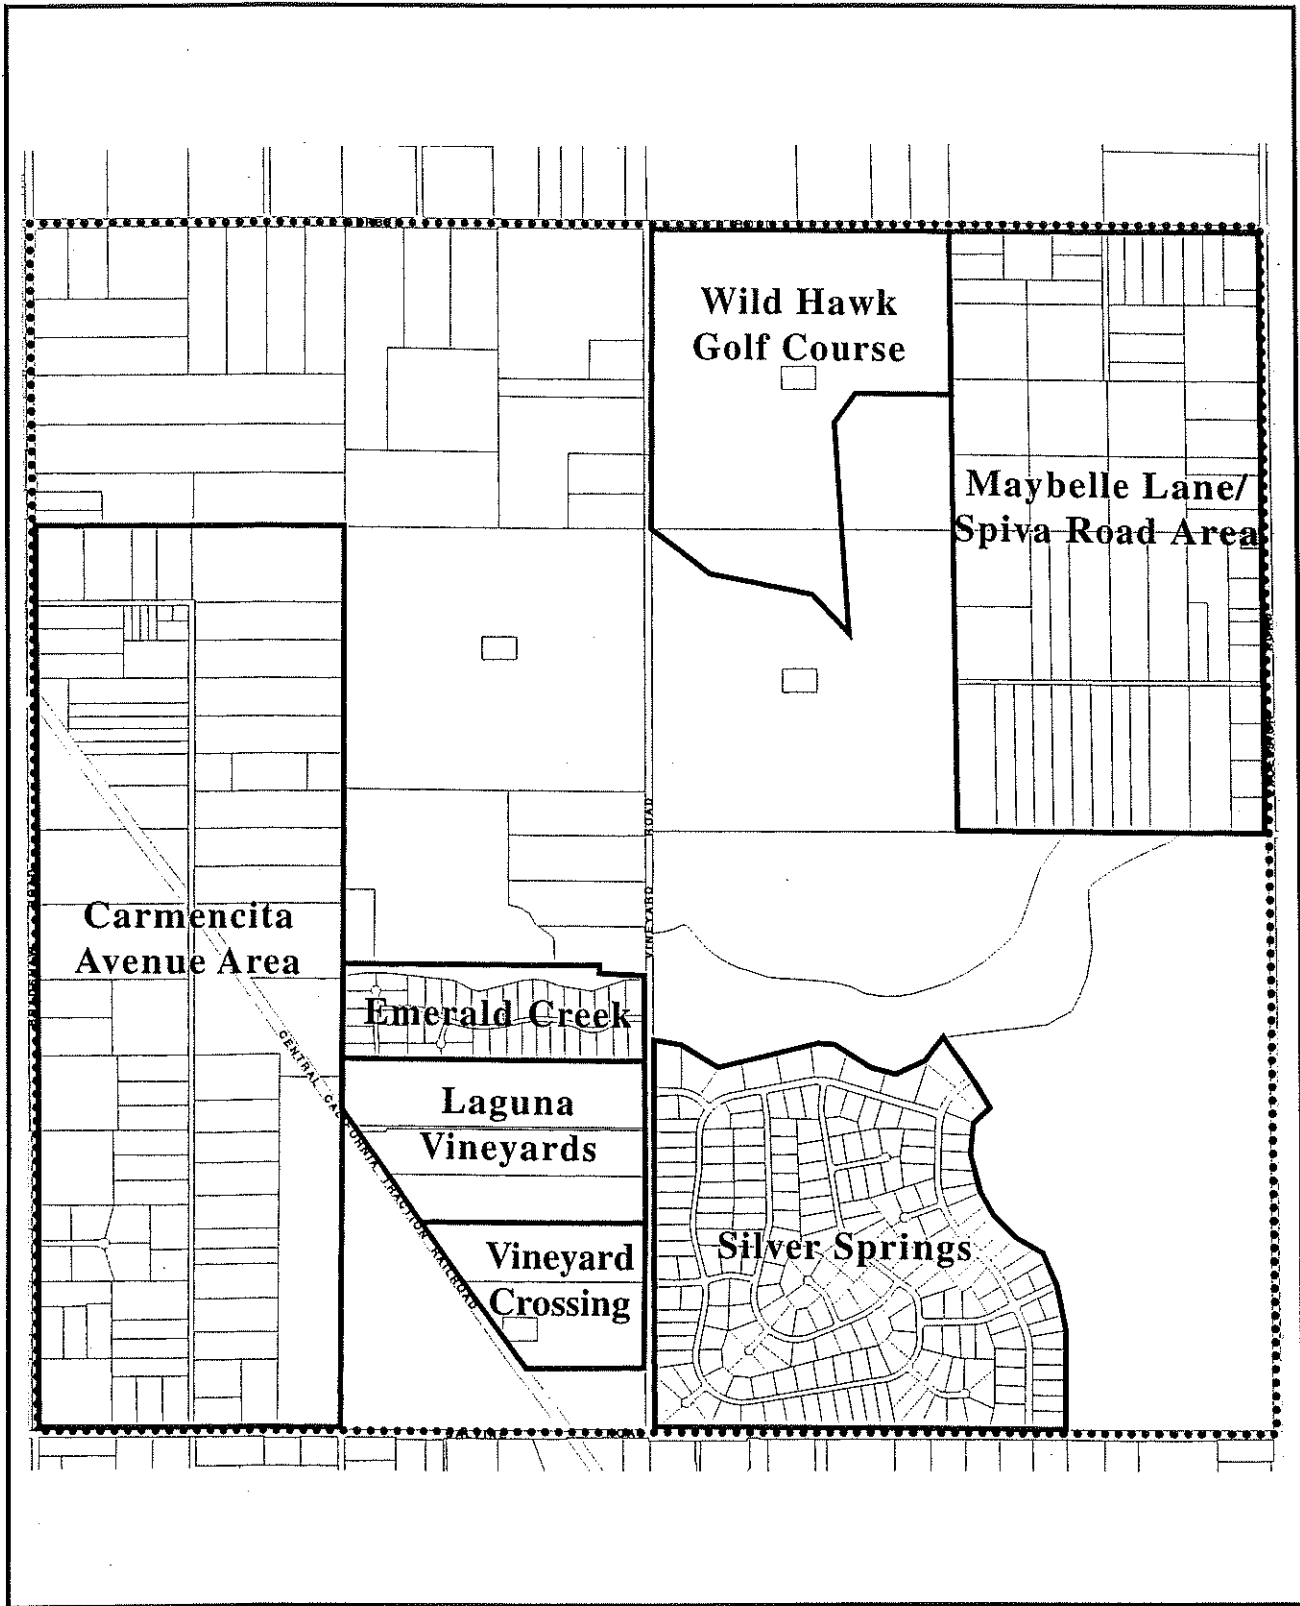 Wild Hawk
Golf Course
Maybelle Lane/
Spiva Road Area
VINEYARD ROAD
Carmencita
Avenue Area
Emerald Creek
CENTRAL CALIFORNIA TRACTION RAILROAD
Laguna
Vineyards
Vineyard
Crossing
Silver Springs